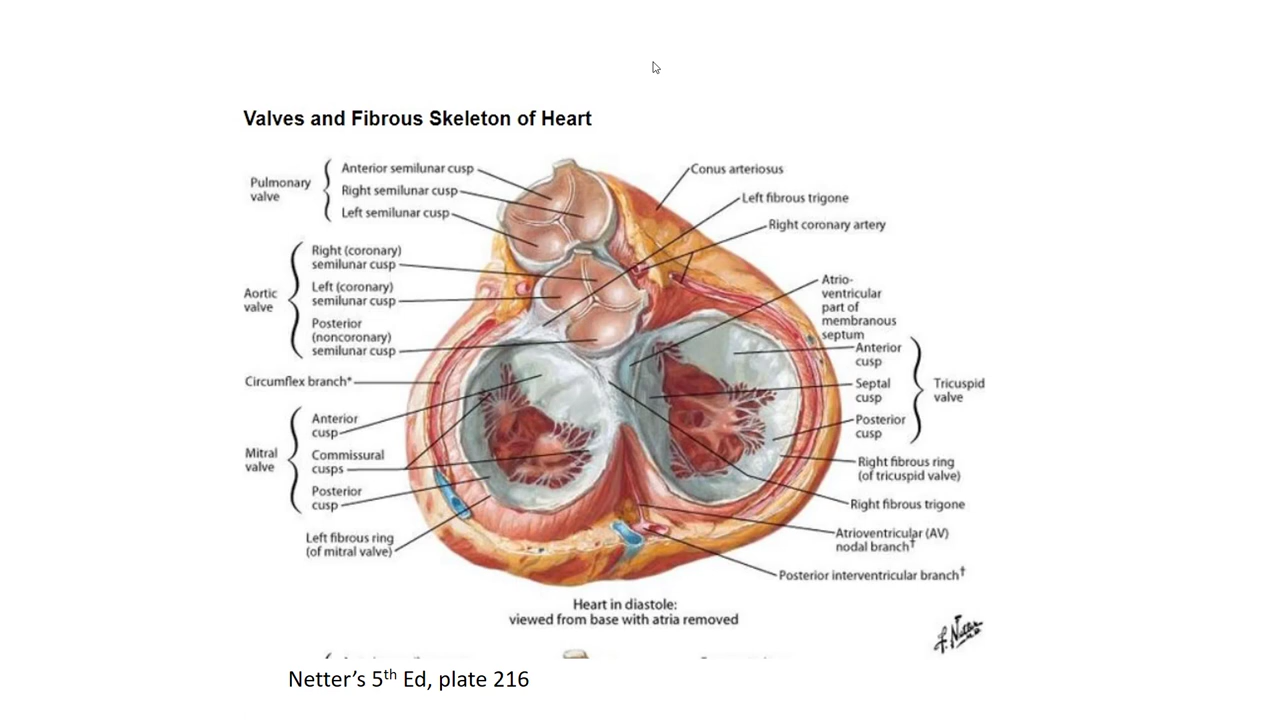 Valves and Fibrous Skeleton of Heart
Pulmonary
valve
Anterior semilunar cusp
Right semilunar cusp
Left semilunar cusp
Aortic
valve
Right (coronary)
semilunar cusp
Left (coronary)
semilunar cusp
Posterior
(noncoronary)
semilunar cusp
Circumflex branch*
Mitral
valve
Anterior
cusp
Commissural
cusps
Posterior
cusp
Left fibrous ring
(of mitral valve)
Conus arteriosus
Left fibrous trigone
Right coronary artery
Atrio-
ventricular
part of
membranous
septum
Anterior
cusp
Septal
cusp
Posterior
cusp
Tricuspid
valve
Right fibrous ring
(of tricuspid valve)
Right fibrous trigone
Atrioventricular (AV)
nodal branch†
Posterior interventricular branch†
Heart in diastole:
viewed from base with atria removed
F. Netter
Netter's 5th Ed, plate 216